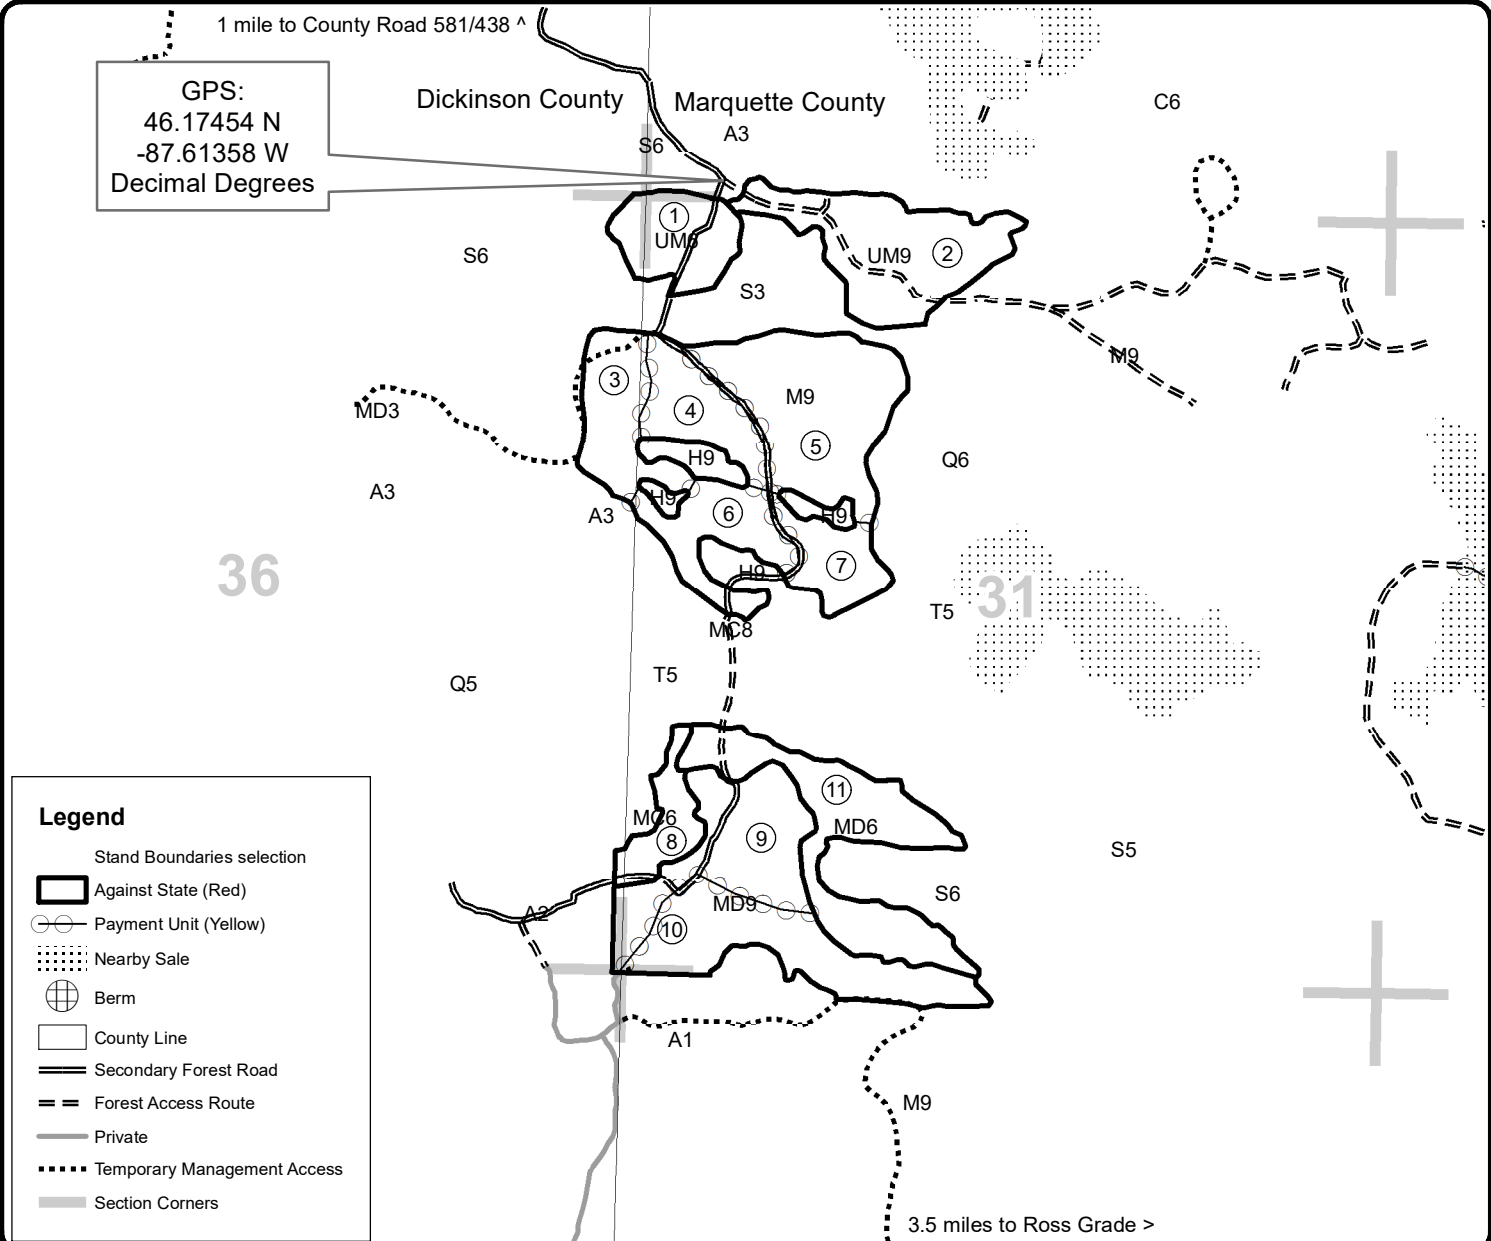 1 mile to County Road 581/438 ^
GPS:
46.17454 N
-87.61358 W
Decimal Degrees
Dickinson County
Marquette County
C6
A3
S6
1
UM6
S6
UM9
2
S3
M9
3
MD3
4
M9
5
H9
Q6
A3
H9
A3
6
H9
7
H9
36
31
T5
MC8
T5
Q5
11
MC6
8
9
MD6
S5
S6
A2
MD9
10
A1
M9
3.5 miles to Ross Grade >
Legend
Stand Boundaries selection
Against State (Red)
Payment Unit (Yellow)
Nearby Sale
Berm
County Line
Secondary Forest Road
Forest Access Route
Private
Temporary Management Access
Section Corners